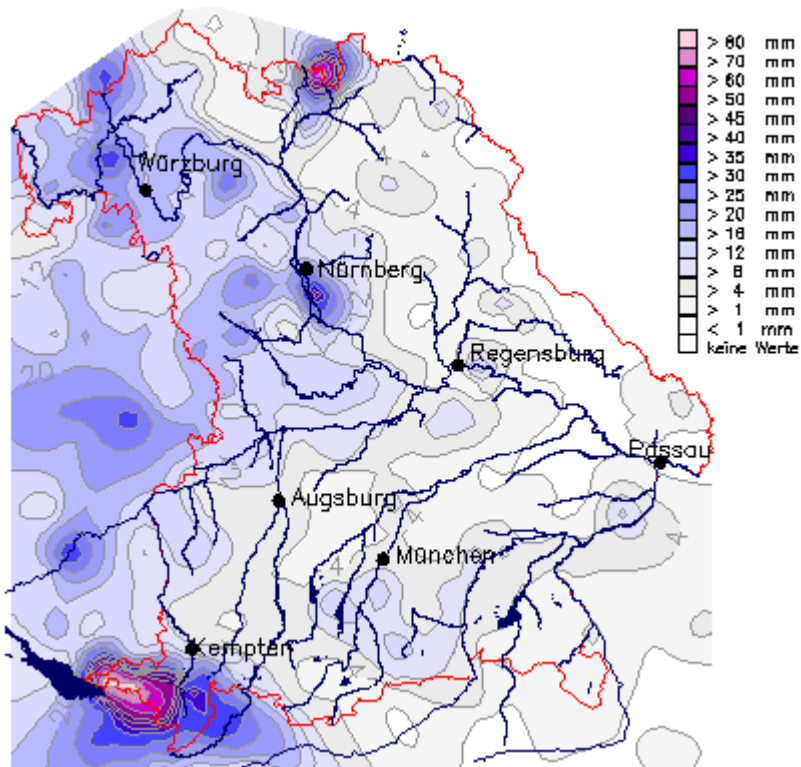 > 80 mm
> 70 mm
> 60 mm
> 50 mm
> 45 mm
> 40 mm
> 35 mm
> 30 mm
> 25 mm
> 20 mm
> 16 mm
> 12 mm
> 8 mm
> 4 mm
> 1 mm
< 1 mm
keine Werte
Würzburg
Nürnberg
Regensburg
Passau
Augsburg
München
Kempten